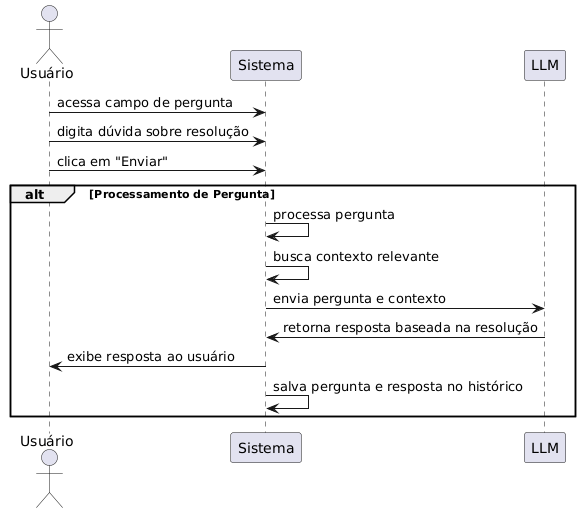 Usuário
Sistema
LLM
acessa campo de pergunta
digita dúvida sobre resolução
clica em "Enviar"
alt [Processamento de Pergunta]
processa pergunta
busca contexto relevante
envia pergunta e contexto
retorna resposta baseada na resolução
exibe resposta ao usuário
salva pergunta e resposta no histórico
Usuário
Sistema
LLM